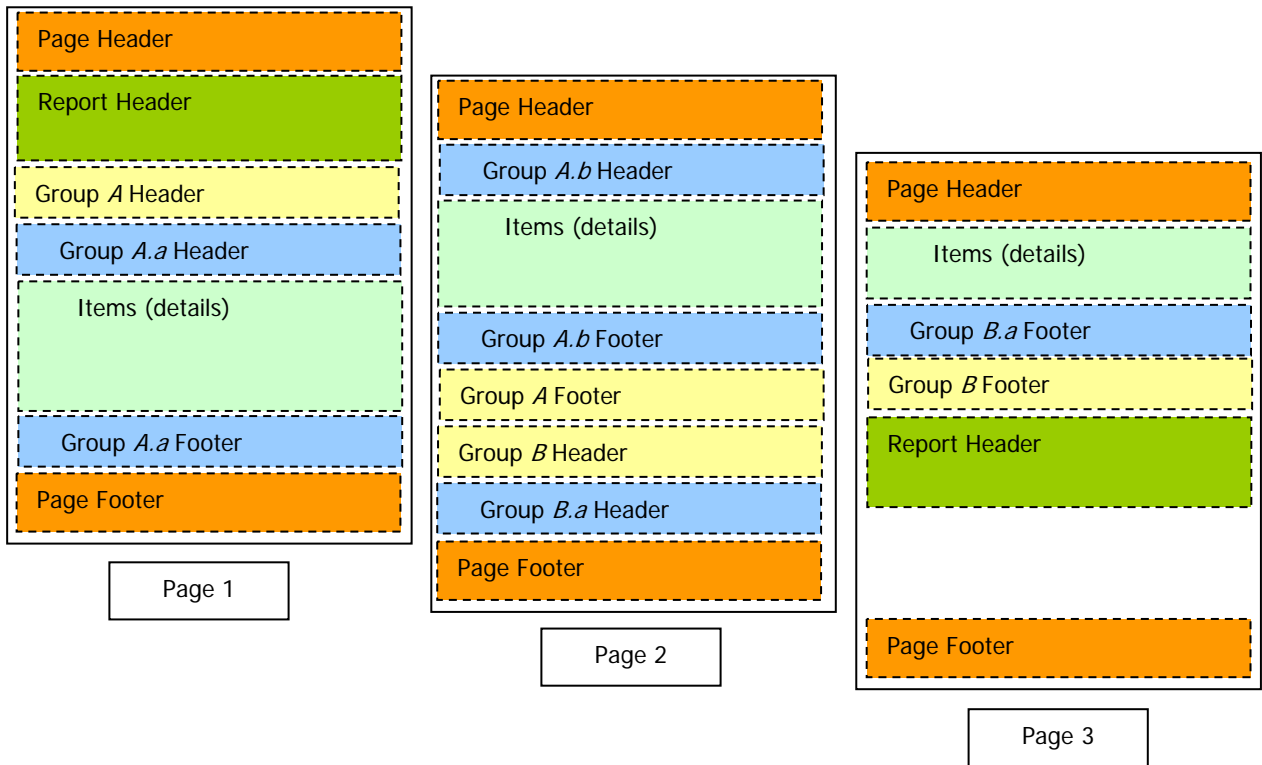 Page Header
Report Header
Group A Header
Group A.a Header
Items (details)
Group A.a Footer
Page Footer
Page 1
Page Header
Group A.b Header
Items (details)
Group A.b Footer
Group A Footer
Group B Header
Group B.a Header
Page Footer
Page 2
Page Header
Items (details)
Group B.a Footer
Group B Footer
Report Header
Page Footer
Page 3